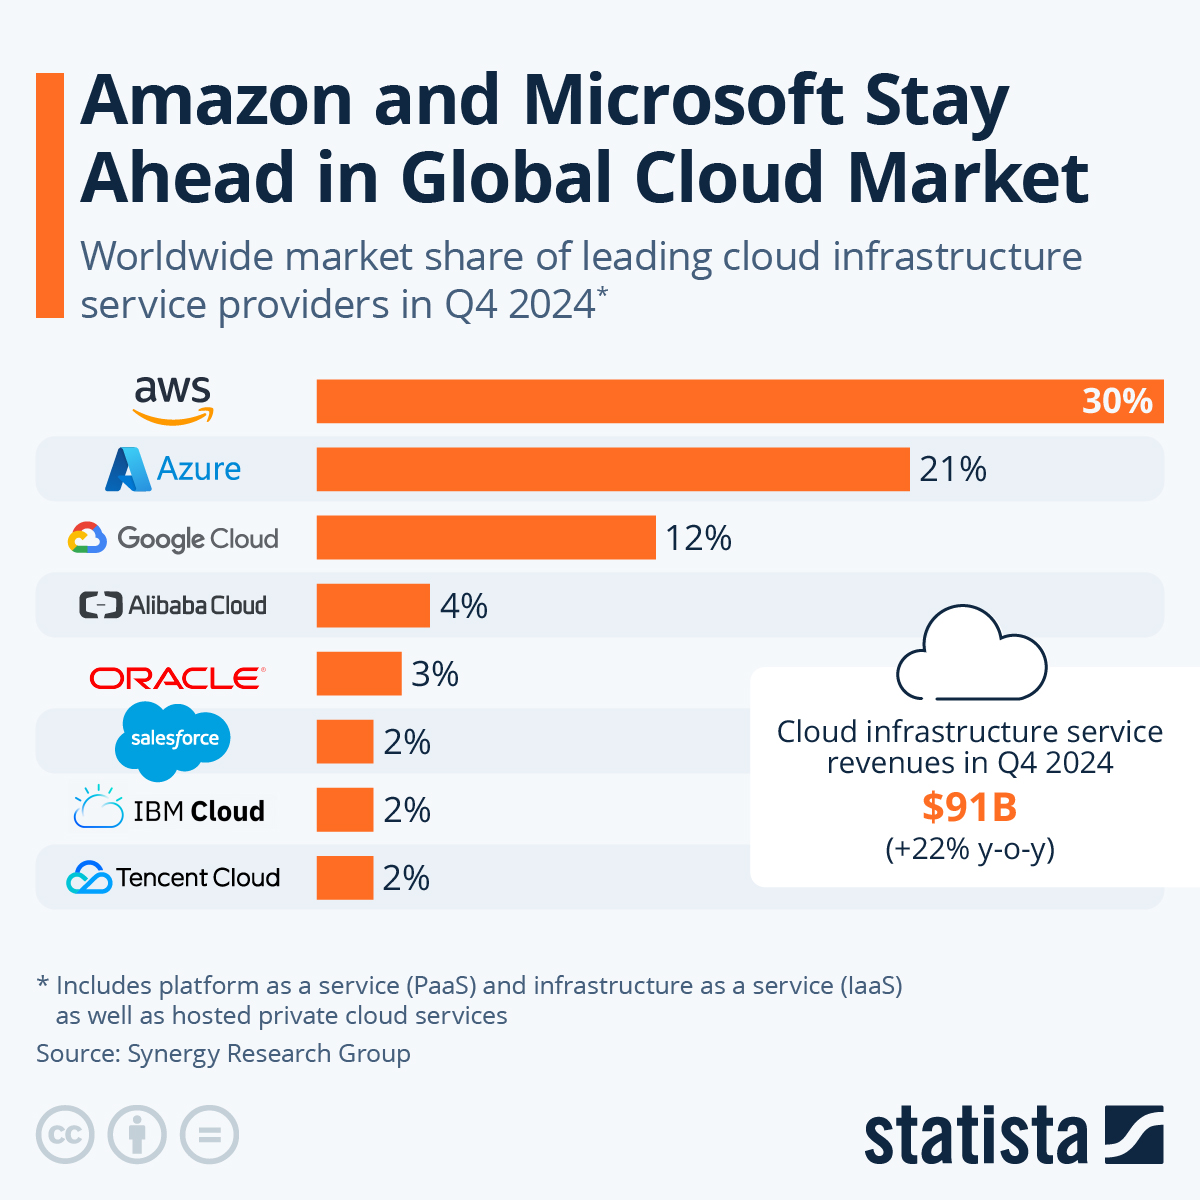 Amazon and Microsoft Stay
Ahead in Global Cloud Market
Worldwide market share of leading cloud infrastructure
service providers in Q4 2024*
aws
30%
Azure
21%
Google Cloud
12%
Alibaba Cloud
4%
ORACLE®
3%
salesforce
2%
IBM Cloud
2%
Tencent Cloud
2%
Cloud infrastructure service
revenues in Q4 2024
$91B
(+22% y-o-y)
* Includes platform as a service (PaaS) and infrastructure as a service (IaaS)
as well as hosted private cloud services
Source: Synergy Research Group
cc
statista